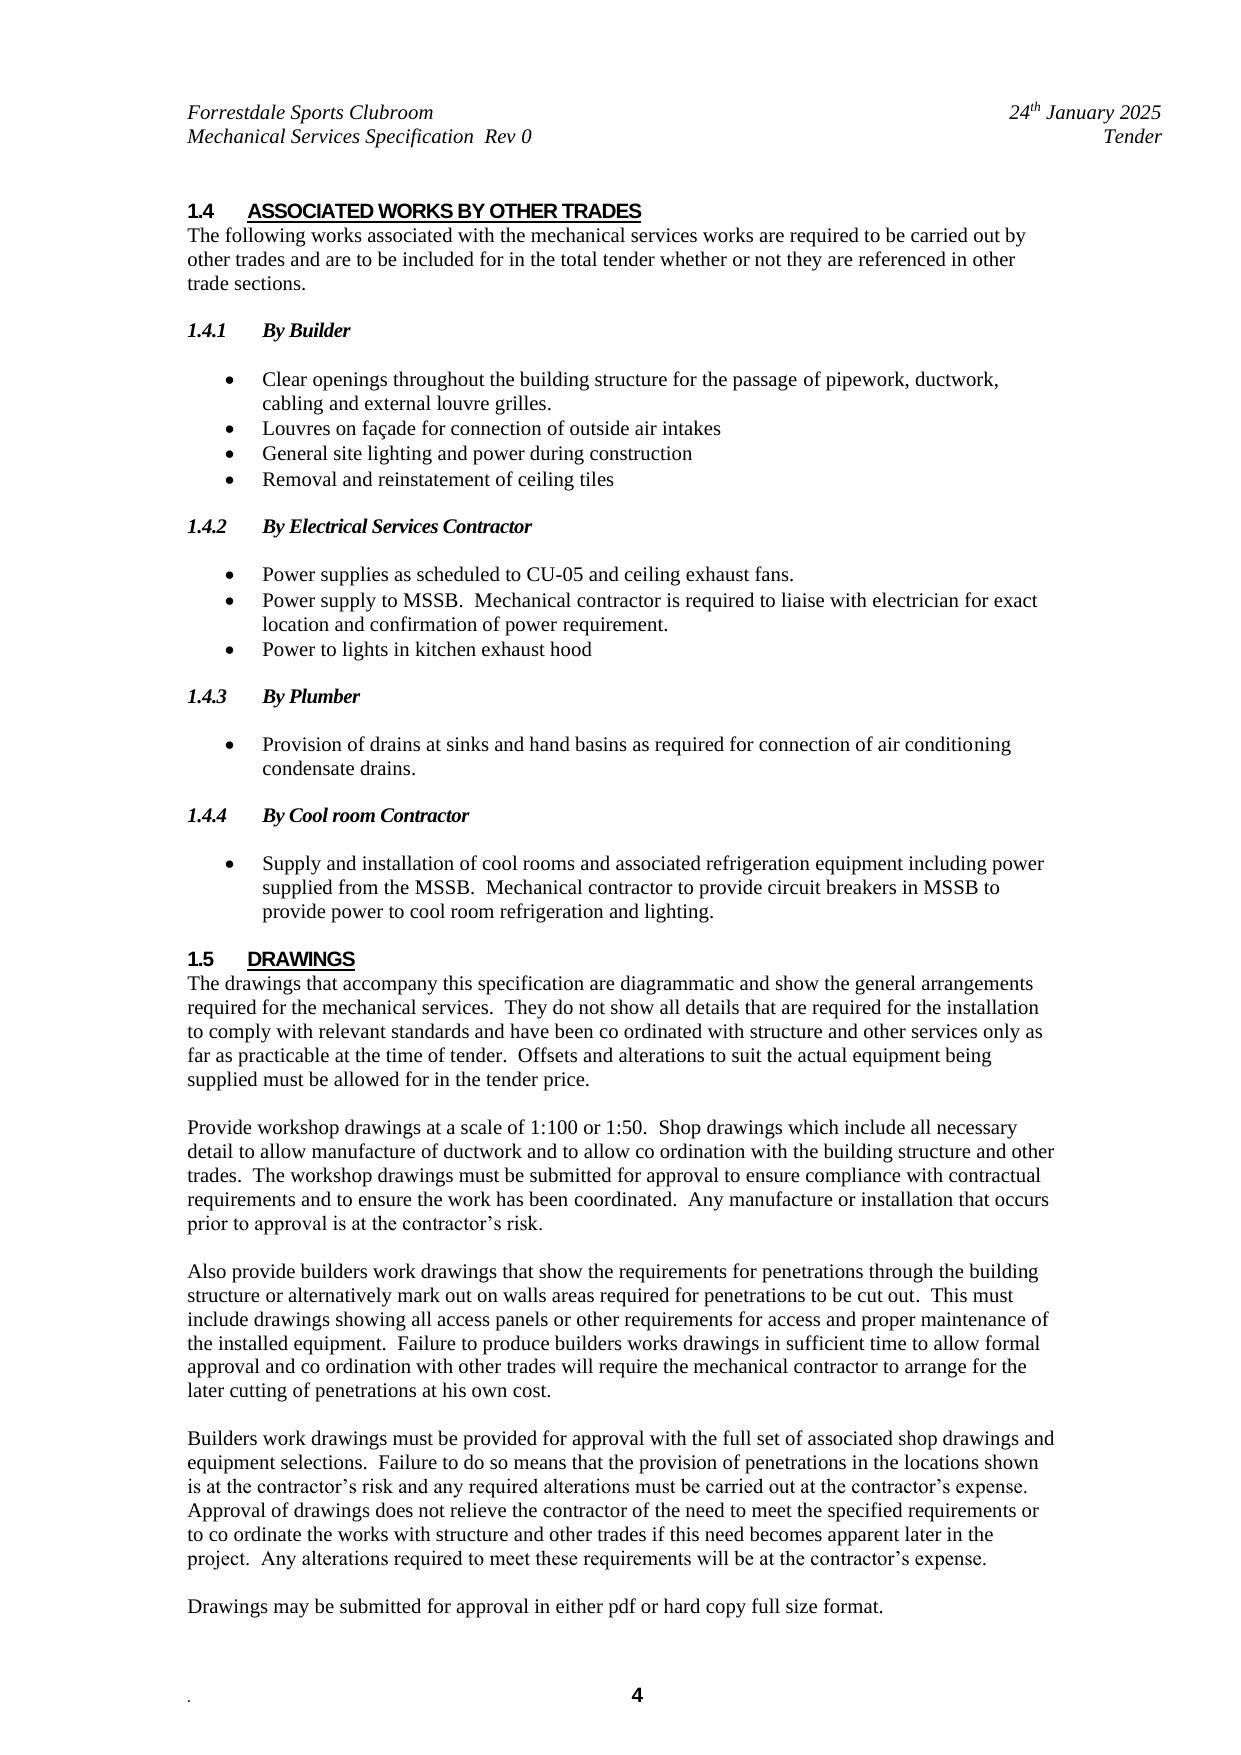 Forrestdale Sports Clubroom 24th January 2025
Mechanical Services Specification Rev 0 Tender
1.4 ASSOCIATED WORKS BY OTHER TRADES
The following works associated with the mechanical services works are required to be carried out by
other trades and are to be included for in the total tender whether or not they are referenced in other
trade sections.
1.4.1 By Builder
• Clear openings throughout the building structure for the passage of pipework, ductwork,
cabling and external louvre grilles.
• Louvres on façade for connection of outside air intakes
• General site lighting and power during construction
• Removal and reinstatement of ceiling tiles
1.4.2 By Electrical Services Contractor
• Power supplies as scheduled to CU-05 and ceiling exhaust fans.
• Power supply to MSSB. Mechanical contractor is required to liaise with electrician for exact
location and confirmation of power requirement.
• Power to lights in kitchen exhaust hood
1.4.3 By Plumber
• Provision of drains at sinks and hand basins as required for connection of air conditioning
condensate drains.
1.4.4 By Cool room Contractor
• Supply and installation of cool rooms and associated refrigeration equipment including power
supplied from the MSSB. Mechanical contractor to provide circuit breakers in MSSB to
provide power to cool room refrigeration and lighting.
1.5 DRAWINGS
The drawings that accompany this specification are diagrammatic and show the general arrangements
required for the mechanical services. They do not show all details that are required for the installation
to comply with relevant standards and have been co ordinated with structure and other services only as
far as practicable at the time of tender. Offsets and alterations to suit the actual equipment being
supplied must be allowed for in the tender price.
Provide workshop drawings at a scale of 1:100 or 1:50. Shop drawings which include all necessary
detail to allow manufacture of ductwork and to allow co ordination with the building structure and other
trades. The workshop drawings must be submitted for approval to ensure compliance with contractual
requirements and to ensure the work has been coordinated. Any manufacture or installation that occurs
prior to approval is at the contractor’s risk.
Also provide builders work drawings that show the requirements for penetrations through the building
structure or alternatively mark out on walls areas required for penetrations to be cut out. This must
include drawings showing all access panels or other requirements for access and proper maintenance of
the installed equipment. Failure to produce builders works drawings in sufficient time to allow formal
approval and co ordination with other trades will require the mechanical contractor to arrange for the
later cutting of penetrations at his own cost.
Builders work drawings must be provided for approval with the full set of associated shop drawings and
equipment selections. Failure to do so means that the provision of penetrations in the locations shown
is at the contractor’s risk and any required alterations must be carried out at the contractor’s expense.
Approval of drawings does not relieve the contractor of the need to meet the specified requirements or
to co ordinate the works with structure and other trades if this need becomes apparent later in the
project. Any alterations required to meet these requirements will be at the contractor’s expense.
Drawings may be submitted for approval in either pdf or hard copy full size format.
. 4